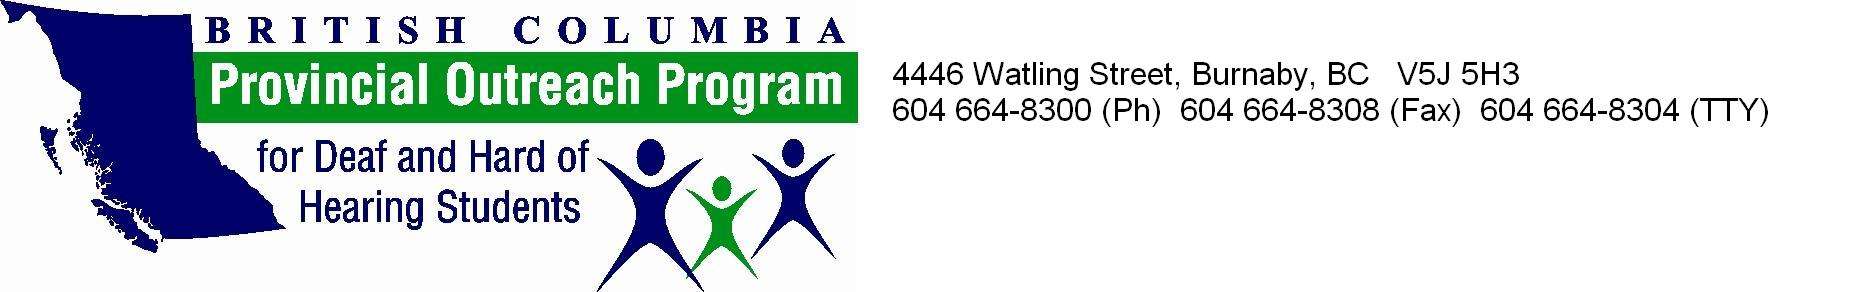 BRITISH COLUMBIA
Provincial Outreach Program
for Deaf and Hard of
Hearing Students
4446 Watling Street, Burnaby, BC   V5J 5H3
604 664-8300 (Ph)  604 664-8308 (Fax)  604 664-8304 (TTY)